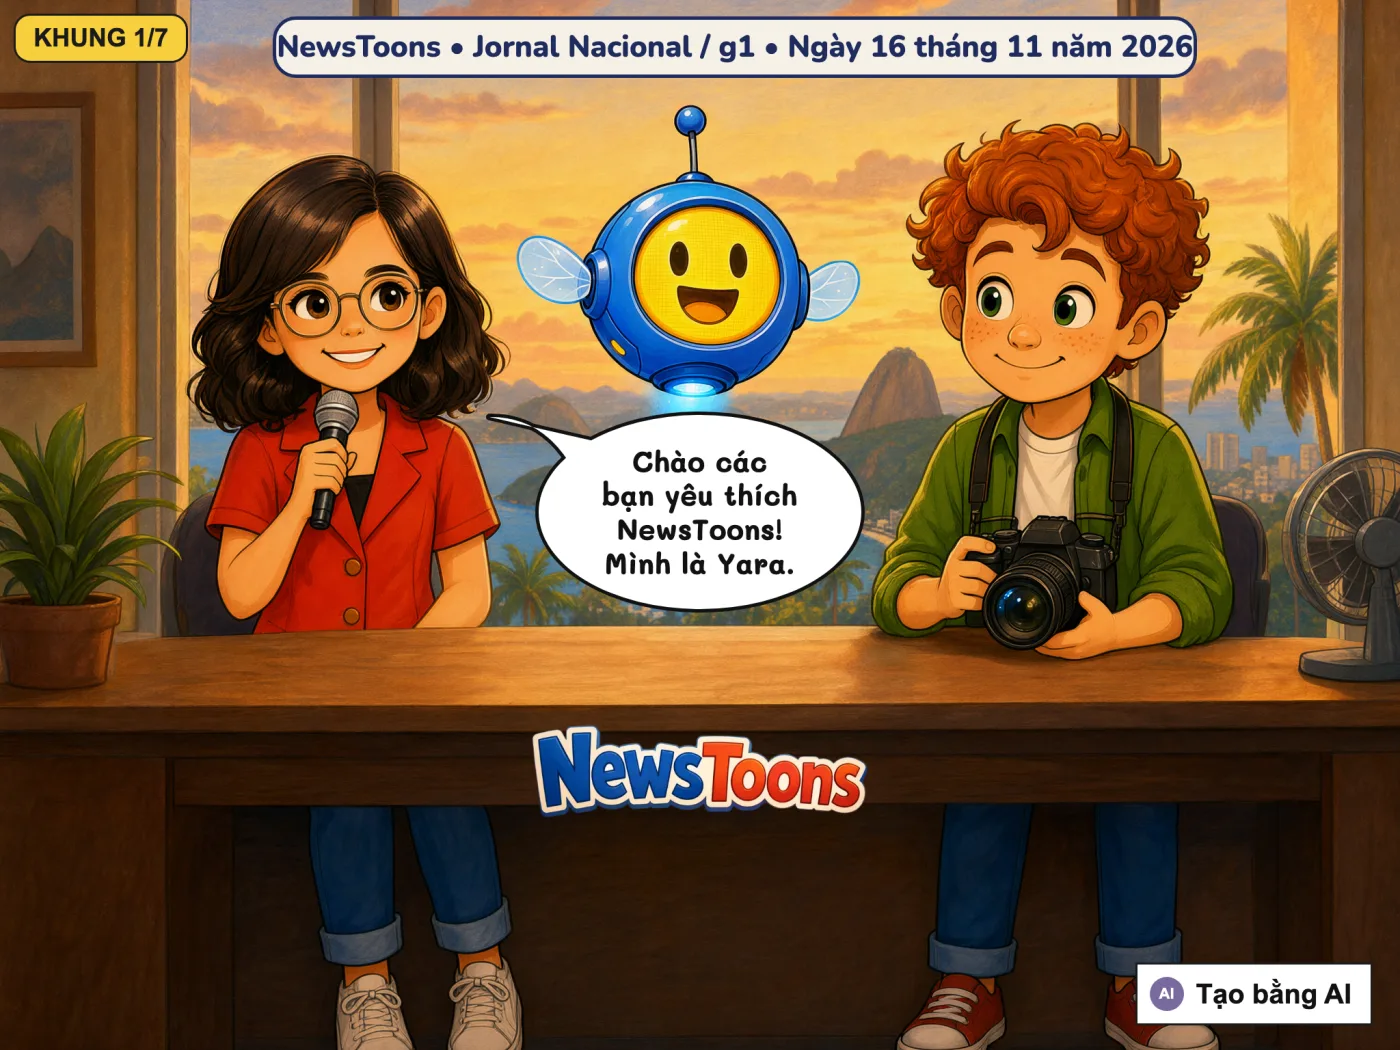 KHUNG 1/7
NewsToons • Jornal Nacional / g1 • Ngày 16 tháng 11 năm 2026
Chào các
bạn yêu thích
NewsToons!
Mình là Yara.
NewsToons
AI Tạo bằng AI